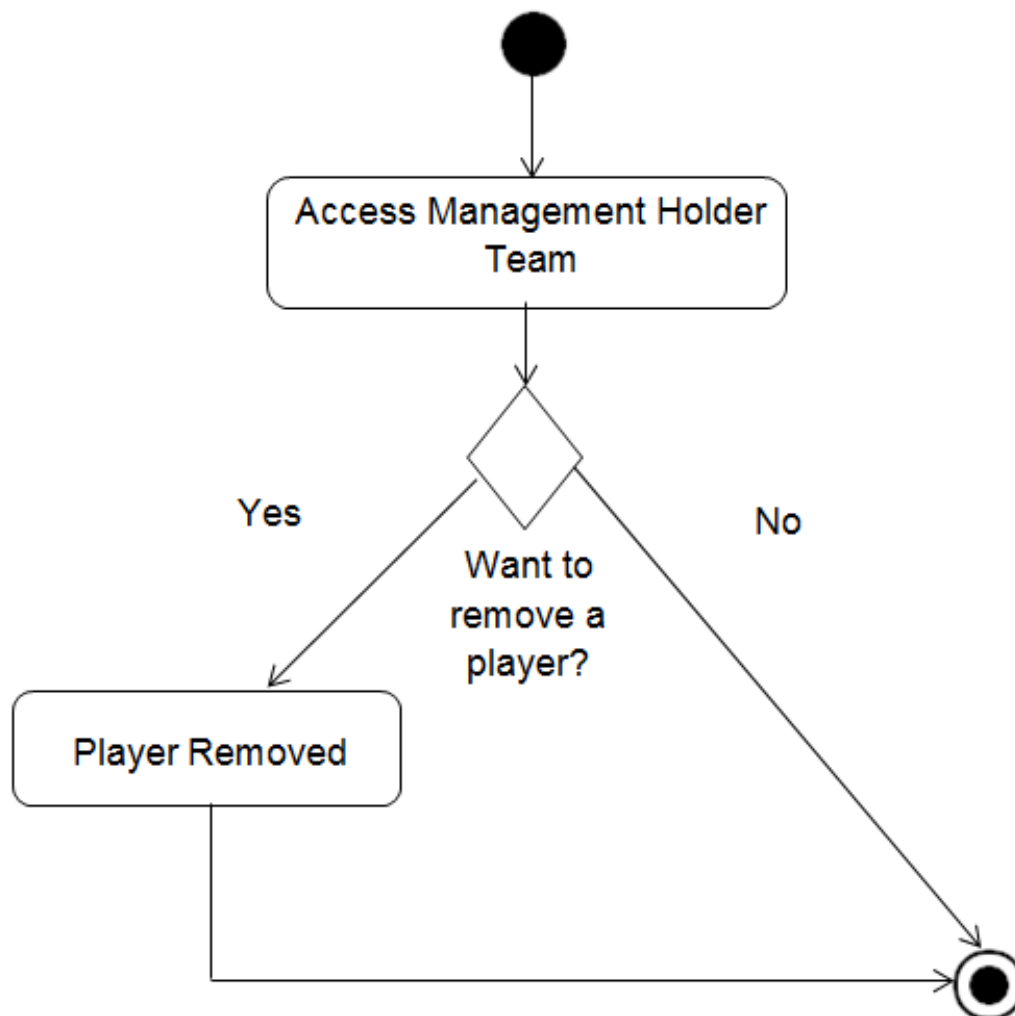 Access Management Holder
Team
Yes
No
Want to
remove a
player?
Player Removed